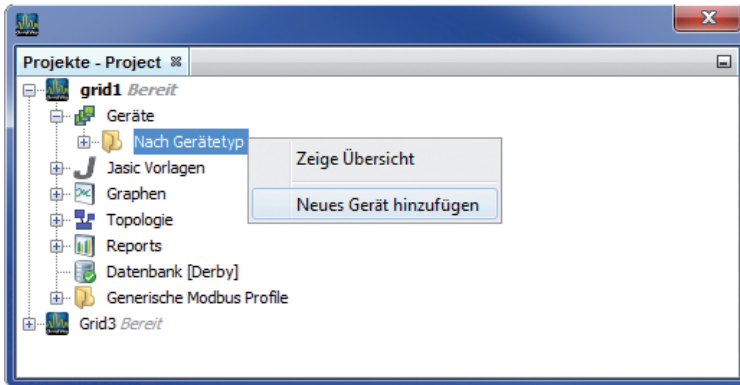 Projekte - Project
grid1 Bereit
Geräte
Nach Gerätetyp
Zeige Übersicht
Jasic Vorlagen
Graphen
Neues Gerät hinzufügen
Topologie
Reports
Datenbank [Derby]
Generische Modbus Profile
Grid3 Bereit